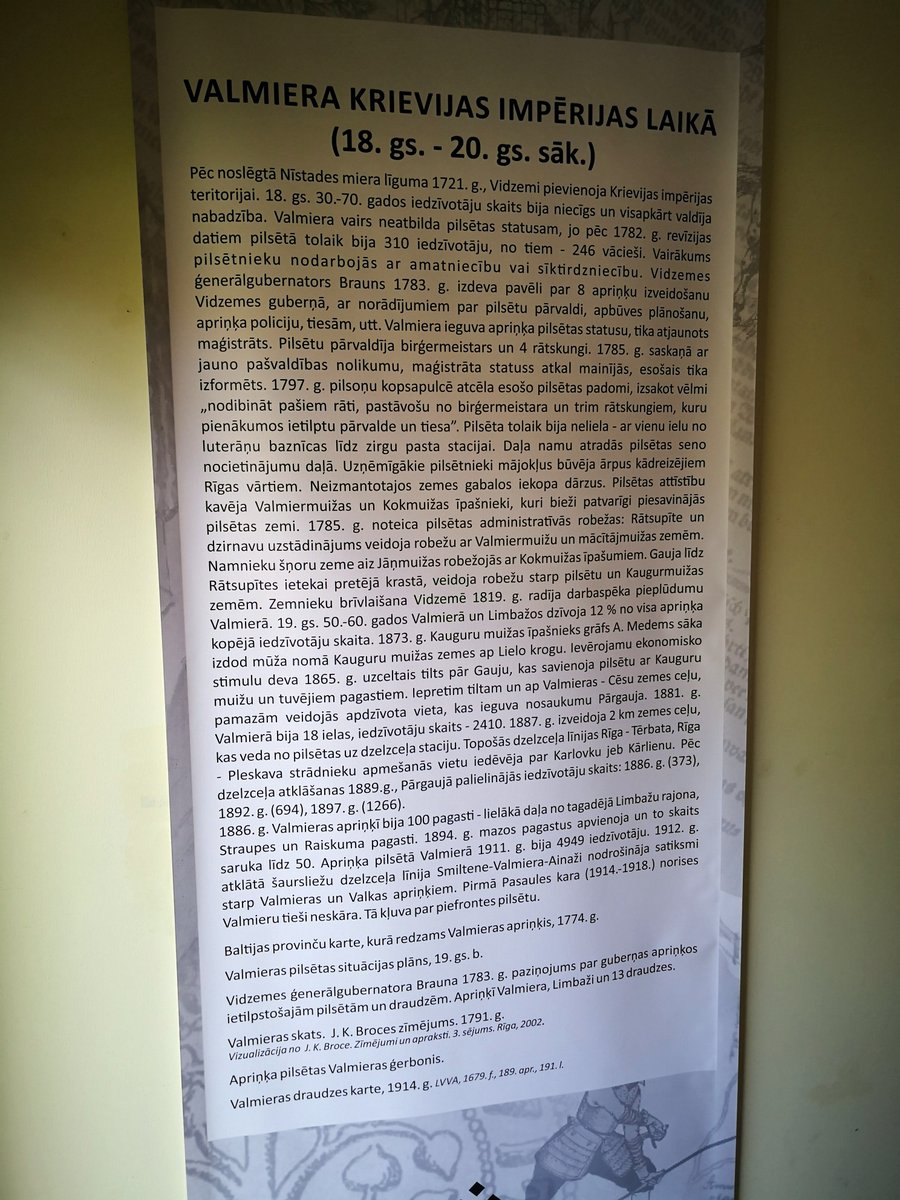 VALMIERA KRIEVIJAS IMPĒRIJAS LAIKĀ
(18. gs. - 20. gs. sāk.)
Pēc noslēgtā Nīstades miera līguma 1721. g., Vidzemi pievienoja Krievijas impērijas
teritorijai. 18. gs. 30.-70. gados iedzīvotāju skaits bija niecīgs un visapkārt valdīja
nabadzība. Valmiera vairs neatbilda pilsētas statusam, jo pēc 1782. g. revīzijas
datiem pilsētā tolaik bija 310 iedzīvotāju, no tiem - 246 vācieši. Vairākums
pilsētnieku nodarbojās ar amatniecību vai sīktirdzniecību. Vidzemes
ģenerālgubernators Brauns 1783. g. izdeva pavēli par 8 apriņķu izveidošanu
Vidzemes guberņā, ar norādījumiem par pilsētu pārvaldi, apbūves plānošanu,
apriņķa policiju, tiesām, utt. Valmiera ieguva apriņķa pilsētas statusu, tika atjaunots
maģistrāts. Pilsētu pārvaldīja birģermeistars un 4 rātskungi. 1785. g. saskaņā ar
jauno pašvaldības nolikumu, maģistrāta statuss atkal mainījās, esošais tika
izformēts. 1797. g. pilsoņu kopsapulcē atcēla esošo pilsētas padomi, izsakot vēlmi
„nodibināt pašiem rāti, pastāvošu no birģermeistara un trim rātskungiem, kuru
pienākumos ietilptu pārvalde un tiesa”. Pilsēta tolaik bija neliela - ar vienu ielu no
luterāņu baznīcas līdz zirgu pasta stacijai. Daļa namu atradās pilsētas seno
nocietinājumu daļā. Uzņēmīgākie pilsētnieki mājokļus būvēja ārpus kādreizējiem
Rīgas vārtiem. Neizmantotajos zemes gabalos iekopa dārzus. Pilsētas attīstību
kavēja Valmiermuižas un Kokmuižas īpašnieki, kuri bieži patvarīgi piesavinājās
pilsētas zemi. 1785. g. noteica pilsētas administratīvās robežas: Rātsupīte un
dzirnavu uzstādinājums veidoja robežu ar Valmiermuižu un mācītājmuižas zemēm.
Namnieku šņoru zeme aiz Jāņmuižas robežojās ar Kokmuižas īpašumiem. Gauja līdz
Rātsupītes ietekai pretējā krastā, veidoja robežu starp pilsētu un Kaugurmuižas
zemēm. Zemnieku brīvlaišana Vidzemē 1819. g. radīja darbaspēka pieplūdumu
Valmierā. 19. gs. 50.-60. gados Valmierā un Limbažos dzīvoja 12 % no visa apriņķa
kopējā iedzīvotāju skaita. 1873. g. Kauguru muižas īpašnieks grāfs A. Medems sāka
izdod mūža nomā Kauguru muižas zemes ap Lielo krogu. Ievērojamu ekonomisko
stimulu deva 1865. g. uzceltais tilts pār Gauju, kas savienoja pilsētu ar Kauguru
muižu un tuvējiem pagastiem. Iepretim tiltam un ap Valmieras - Cēsu zemes ceļu,
pamazām veidojās apdzīvota vieta, kas ieguva nosaukumu Pārgauja. 1881. g.
Valmierā bija 18 ielas, iedzīvotāju skaits - 2410. 1887. g. izveidoja 2 km zemes ceļu,
kas veda no pilsētas uz dzelzceļa staciju. Topošās dzelzceļa līnijas Rīga - Tērbata, Rīga
- Pleskava strādnieku apmešanās vietu iedēvēja par Karlovku jeb Kārlienu. Pēc
dzelzceļa atklāšanas 1889.g., Pārgaujā palielinājās iedzīvotāju skaits: 1886. g. (373),
1892. g. (694), 1897. g. (1266).
1886. g. Valmieras apriņķī bija 100 pagasti - lielākā daļa no tagadējā Limbažu rajona,
Straupes un Raiskuma pagasti. 1894. g. mazos pagastus apvienoja un to skaits
saruka līdz 50. Apriņķa pilsētā Valmierā 1911. g. bija 4949 iedzīvotāju. 1912. g.
atklātā šaursliežu dzelzceļa līnija Smiltene-Valmiera-Ainaži nodrošināja satiksmi
starp Valmieras un Valkas apriņķiem. Pirmā Pasaules kara (1914.-1918.) norises
Valmieru tieši neskāra. Tā kļuva par piefrontes pilsētu.
Baltijas provinču karte, kurā redzams Valmieras apriņķis, 1774. g.
Valmieras pilsētas situācijas plāns, 19. gs. b.
Vidzemes ģenerālgubernatora Brauna 1783. g. paziņojums par guberņas apriņķos
ietilpstošajām pilsētām un draudzēm. Apriņķī Valmiera, Limbaži un 13 draudzes.
Valmieras skats. J. K. Broces zīmējums. 1791. g.
Vizualizācija no J. K. Broce. Zīmējumi un apraksti. 3. sējums. Rīga, 2002.
Apriņķa pilsētas Valmieras ģerbonis.
Valmieras draudzes karte, 1914. g. LVVA, 1679. f., 189. apr., 191. l.